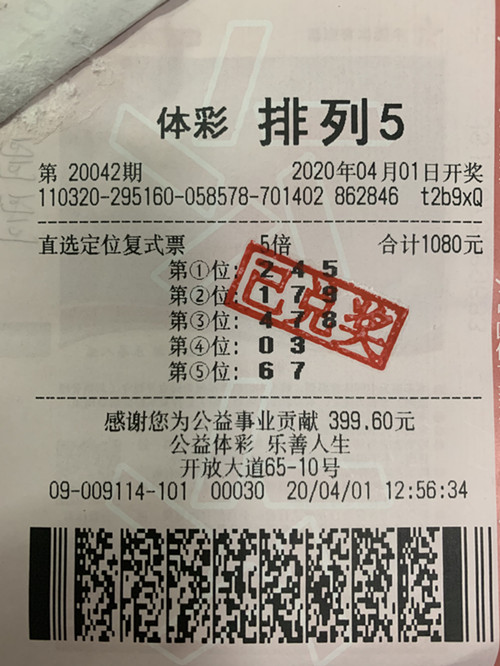 体彩 排列5
第 20042期 2020年04月01日开奖
110320-295160-058578-701402 862846 t2b9xQ
直选定位复式票 5倍 合计1080元
第①位: 2 4 5
第②位: 1 7 9
第③位: 4 7 8
第④位: 0 3
第⑤位: 6 7
已兑奖
感谢您为公益事业贡献 399.60元
公益体彩 乐善人生
开放大道65-10号
09-009114-101 00030 20/04/01 12:56:34